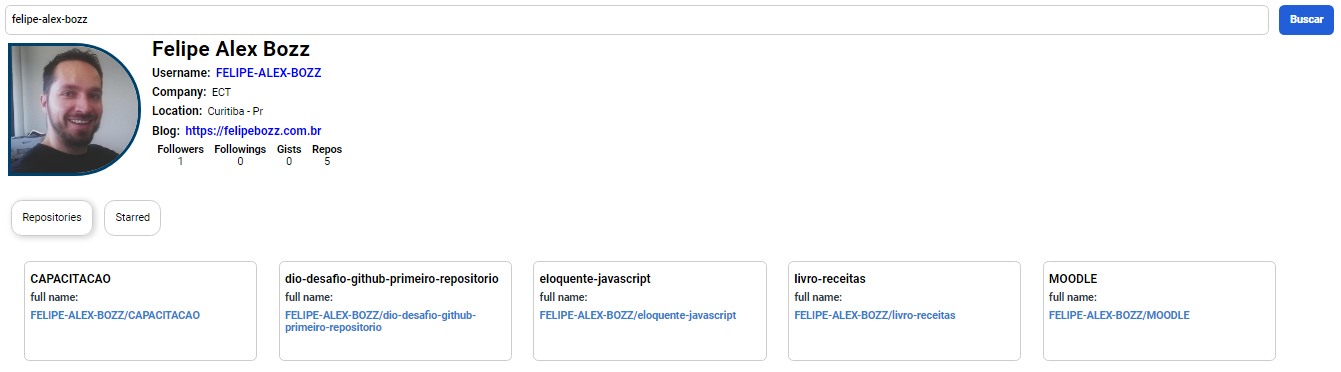 felipe-alex-bozz
Buscar
Felipe Alex Bozz
Username: FELIPE-ALEX-BOZZ
Company: ECT
Location: Curitiba - Pr
Blog: https://felipebozz.com.br
Followers Followings Gists Repos
1 0 0 5
Repositories Starred
CAPACITACAO
full name:
FELIPE-ALEX-BOZZ/CAPACITACAO
dio-desafio-github-primeiro-repositorio
full name:
FELIPE-ALEX-BOZZ/dio-desafio-github-
primeiro-repositorio
eloquente-javascript
full name:
FELIPE-ALEX-BOZZ/eloquente-javascript
livro-receitas
full name:
FELIPE-ALEX-BOZZ/livro-receitas
MOODLE
full name:
FELIPE-ALEX-BOZZ/MOODLE